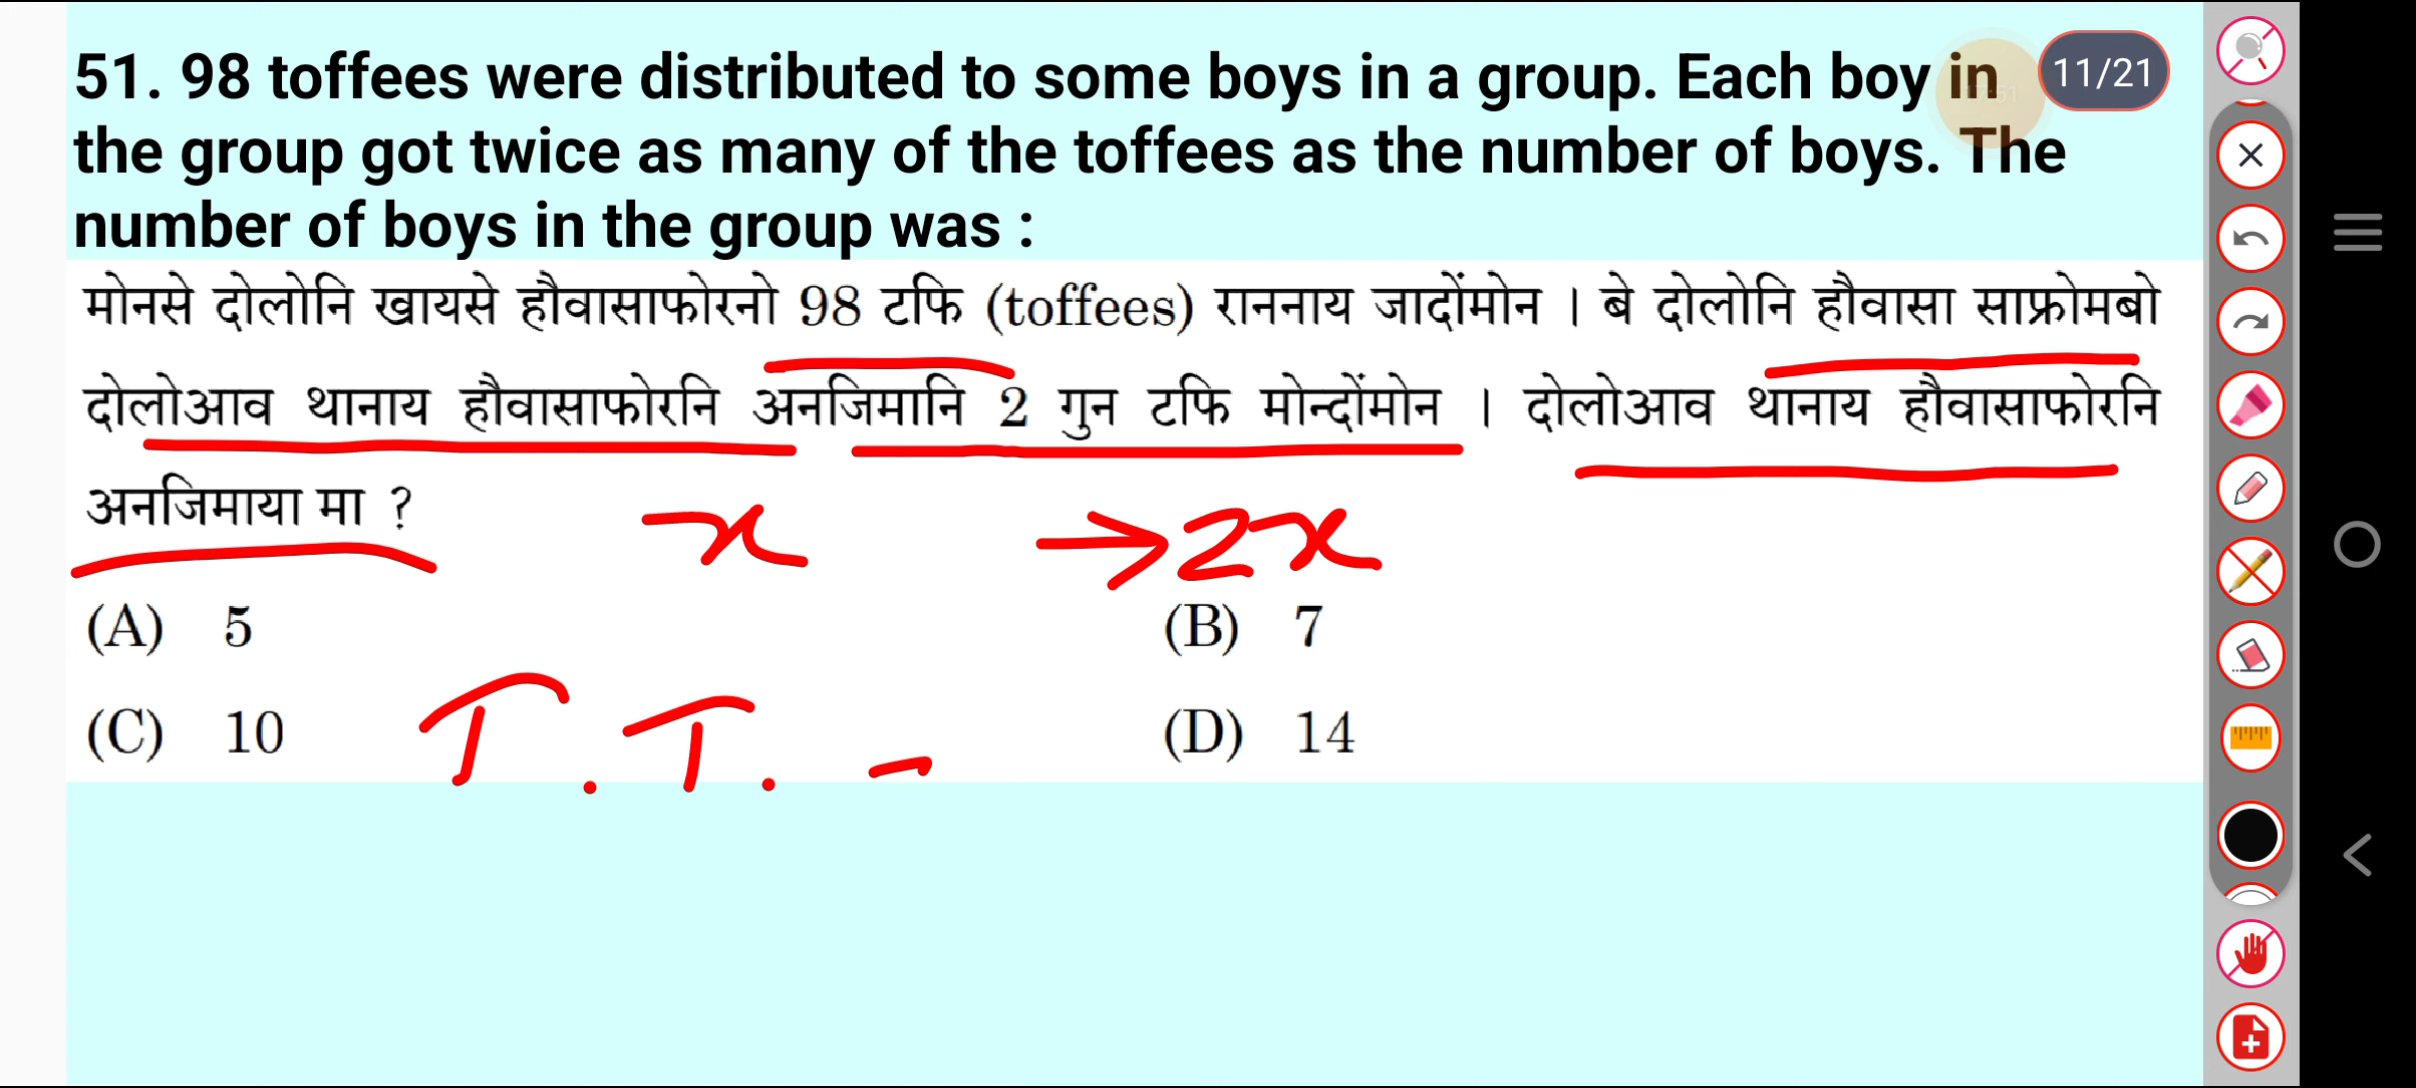 51. 98 toffees were distributed to some boys in a group. Each boy in
11/21
the group got twice as many of the toffees as the number of boys. The
number of boys in the group was :
मोनसे दोलोनि खायसे हौवासाफोरनो 98 टफि (toffees) राननाय जादोंमोन । बे दोलोनि हौवासा साफ्रोमबो
दोलोआव थानाय हौवासाफोरनि अनजिमानि 2 गुन टफि मोन्दोंमोन । दोलोआव थानाय हौवासाफोरनि
अनजिमाया मा ?
x → 2x
(A) 5 (B) 7
(C) 10 (D) 14
T. T. -